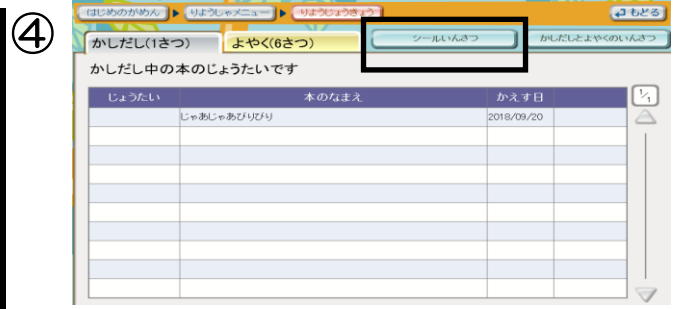 ④
はじめのがめん りようしゃメニュー りようじょうきょう もどる
かしだし(1さつ) よやく(6さつ) シールいんさつ かしだしとよやくのいんさつ
かしだし中の本のじょうたいです
じょうたい 本のなまえ かえす日 1/1
じゃあじゃあびりびり 2018/09/20